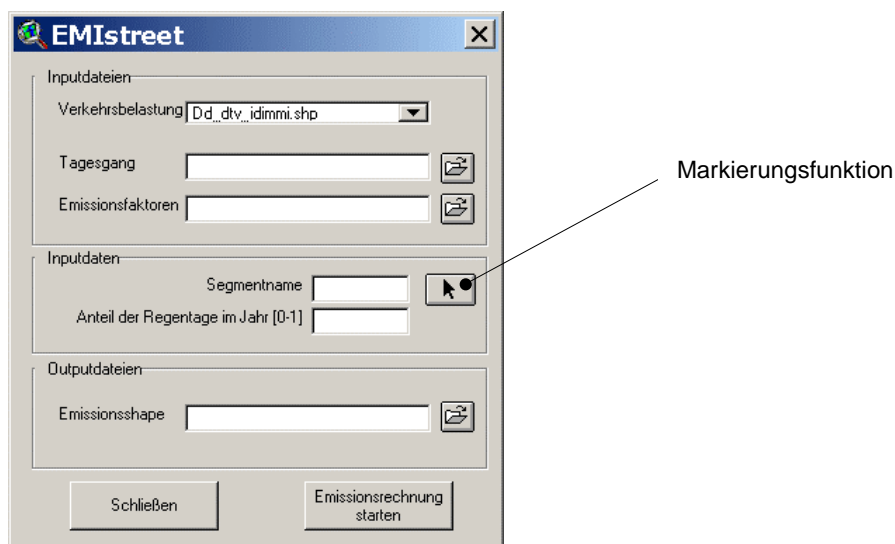 EMIstreet
Inputdateien
Verkehrsbelastung Dd_dtv_idimmi.shp
Tagesgang
Markierungsfunktion
Emissionsfaktoren
Inputdaten
Segmentname
Anteil der Regentage im Jahr [0-1]
Outputdateien
Emissionsshape
Schließen
Emissionsrechnung
starten